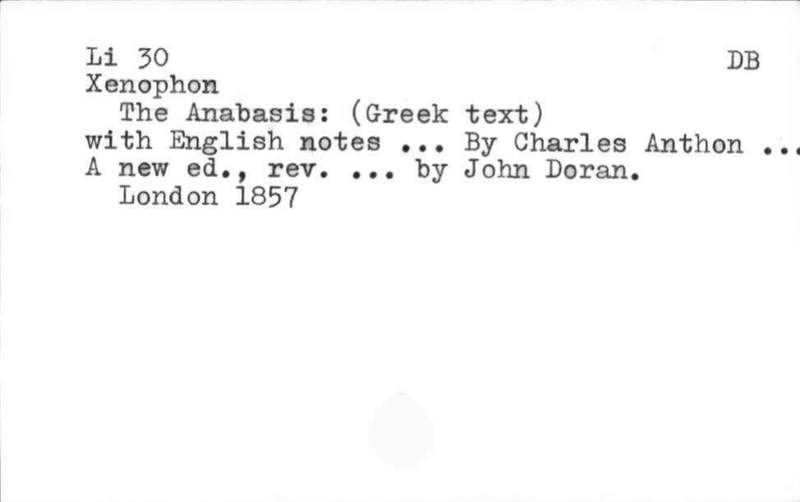 Li 30 DB
Xenophon
The Anabasis: (Greek text)
with English notes ... By Charles Anthon ...
A new ed., rev. ... by John Doran.
London 1857